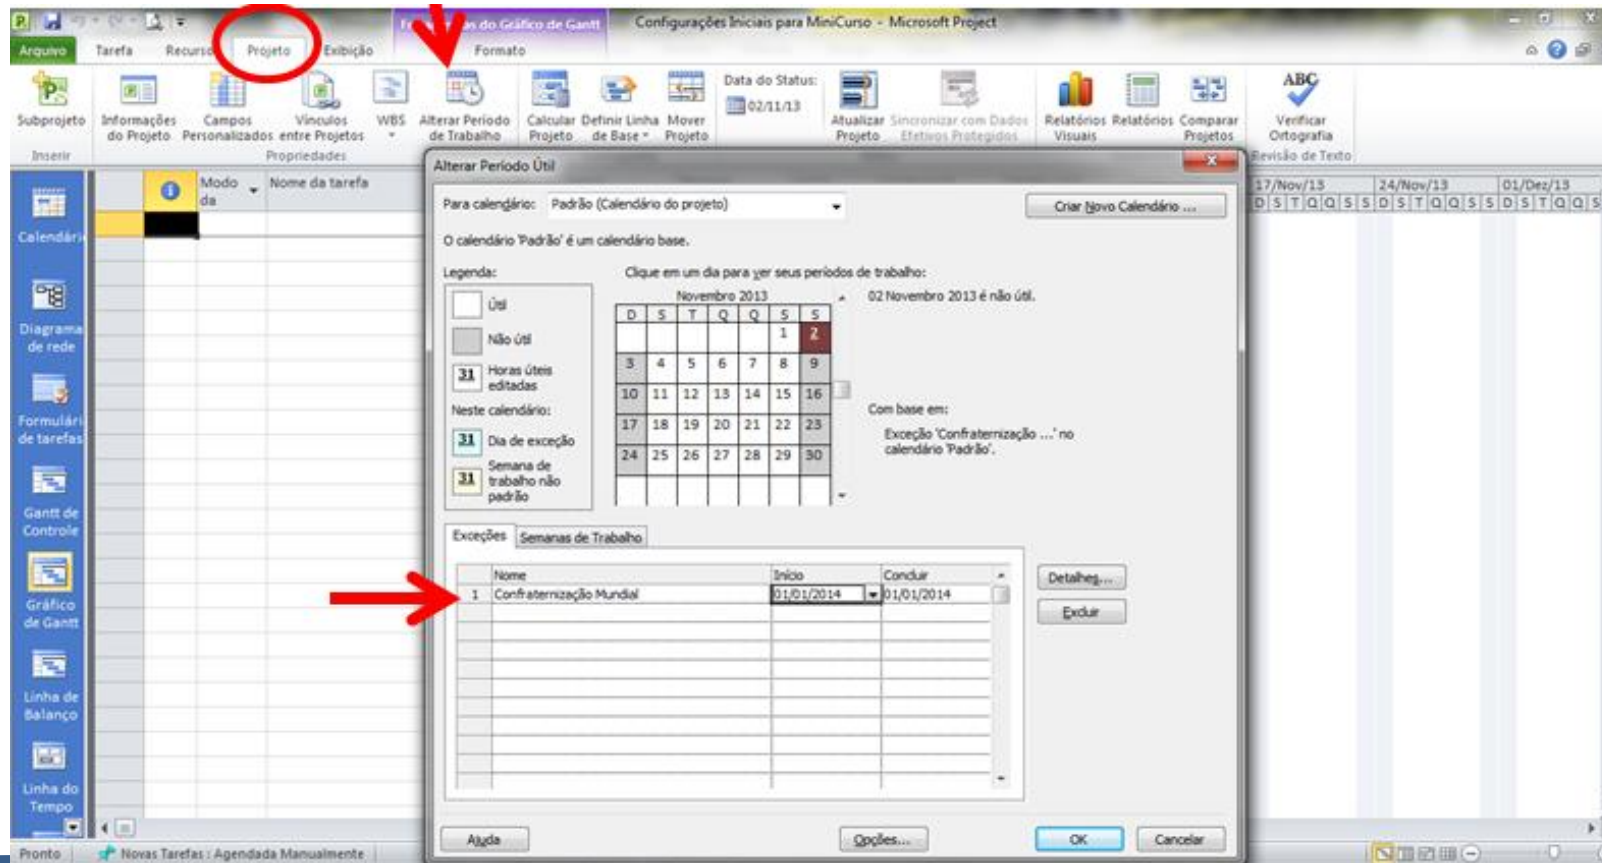 Configurações Iniciais para MiniCurso - Microsoft Project
Arquivo Tarefa Recurso Projeto Exibição Formato
Data do Status:
02/11/13
ABC
Subprojeto
Informações do Projeto
Campos Personalizados
Vínculos entre Projetos
WBS
Alterar Período de Trabalho
Calcular Projeto
Definir Linha de Base
Mover Projeto
Atualizar Projeto
Sincronizar com Dados Efetivos Protegidos
Relatórios Visuais
Relatórios
Comparar Projetos
Verificar Ortografia
Inserir
Propriedades
Revisão de Texto
Modo da
Nome da tarefa
17/Nov/13 24/Nov/13 01/Dez/13
D S T Q Q S S D S T Q Q S S D S T Q Q S
Calendári
Diagrama
de rede
Formulári
de tarefas
Gantt de
Controle
Gráfico
de Gantt
Linha de
Balanço
Linha do
Tempo
Alterar Período Útil
Para calendário: Padrão (Calendário do projeto)
Criar Novo Calendário ...
O calendário 'Padrão' é um calendário base.
Legenda:
Útil
Não útil
31 Horas úteis
editadas
Neste calendário:
31 Dia de exceção
31 Semana de
trabalho não
padrão
Clique em um dia para ver seus períodos de trabalho:
Novembro 2013
D S T Q Q S S
1 2
3 4 5 6 7 8 9
10 11 12 13 14 15 16
17 18 19 20 21 22 23
24 25 26 27 28 29 30
02 Novembro 2013 é não útil.
Com base em:
Exceção 'Confraternização ...' no
calendário 'Padrão'.
Exceções Semanas de Trabalho
Nome Início Concluir
1 Confraternização Mundial 01/01/2014 01/01/2014
Detalhes...
Excluir
Ajuda Opções... OK Cancelar
Pronto Novas Tarefas : Agendada Manualmente